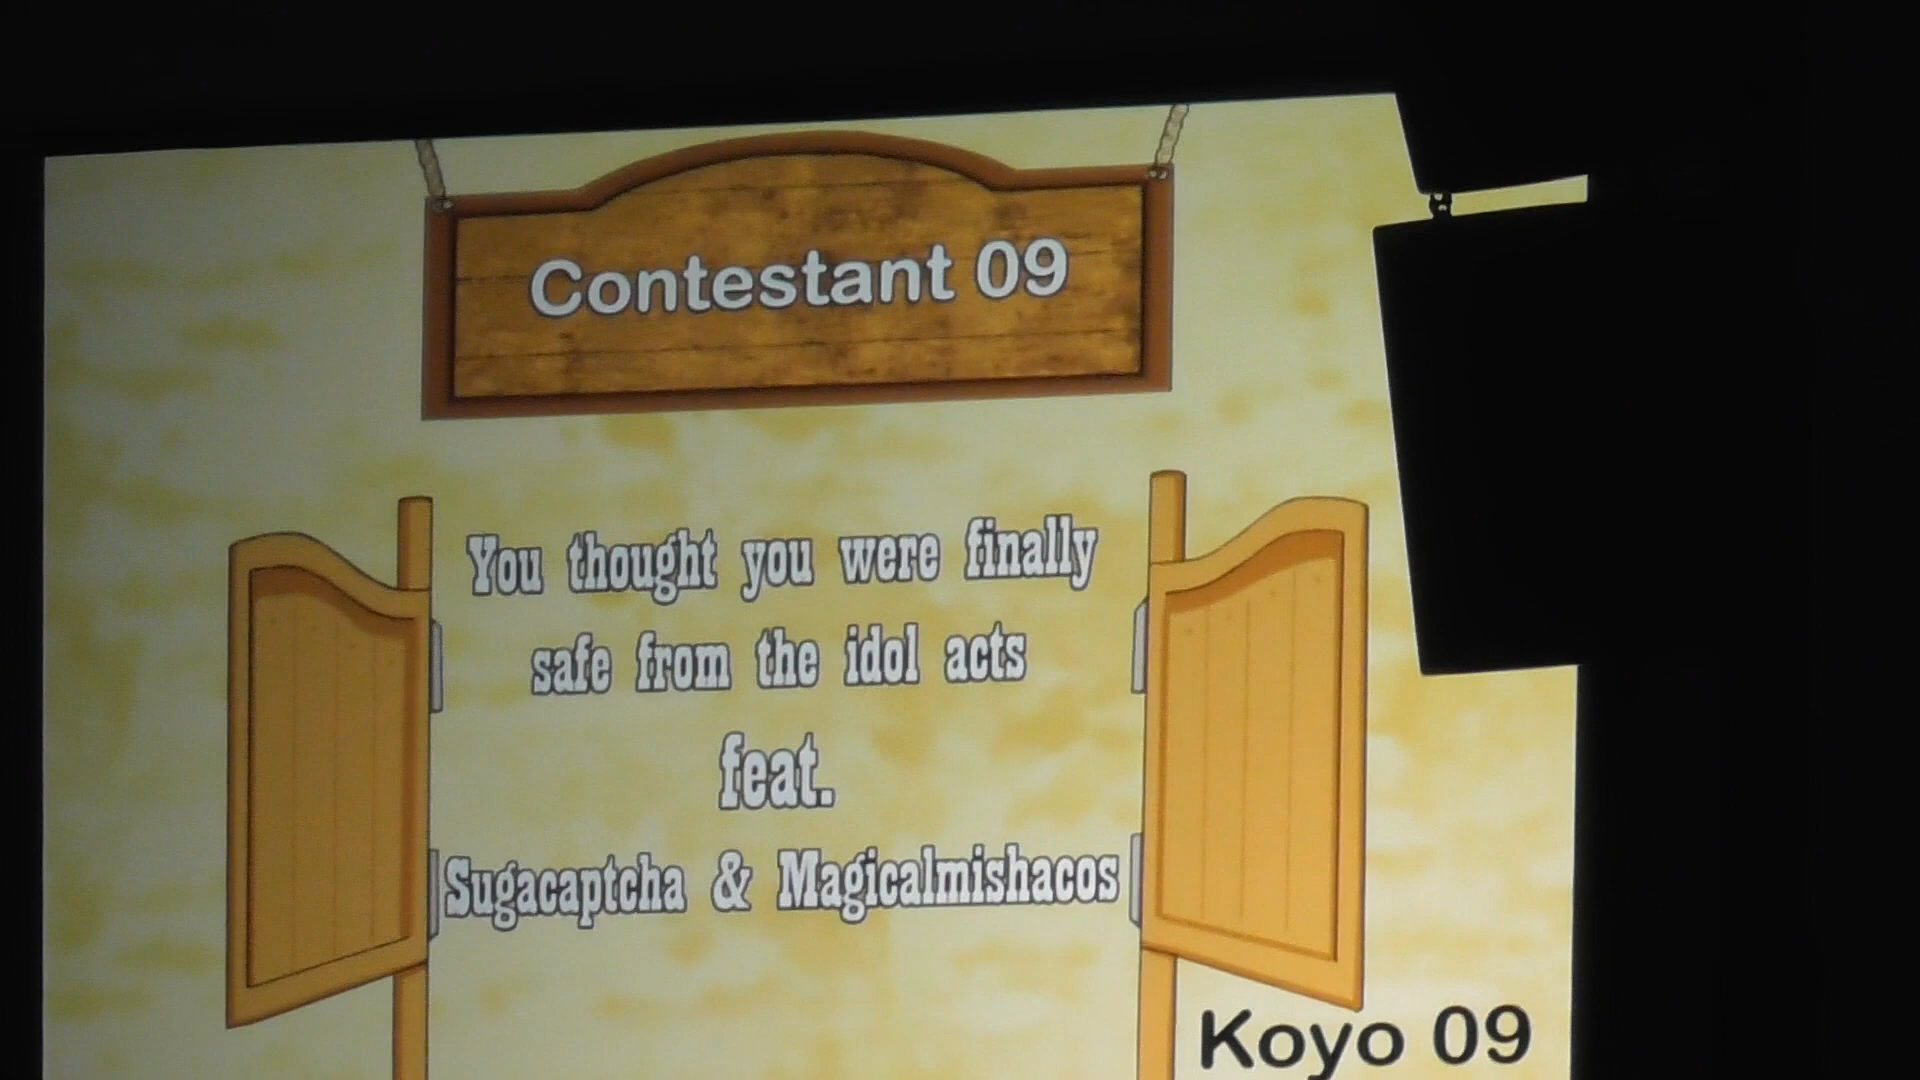 Contestant 09
You thought you were finally
safe from the idol acts
feat.
Sugacaptcha & Magicalmishacos
Koyo 09